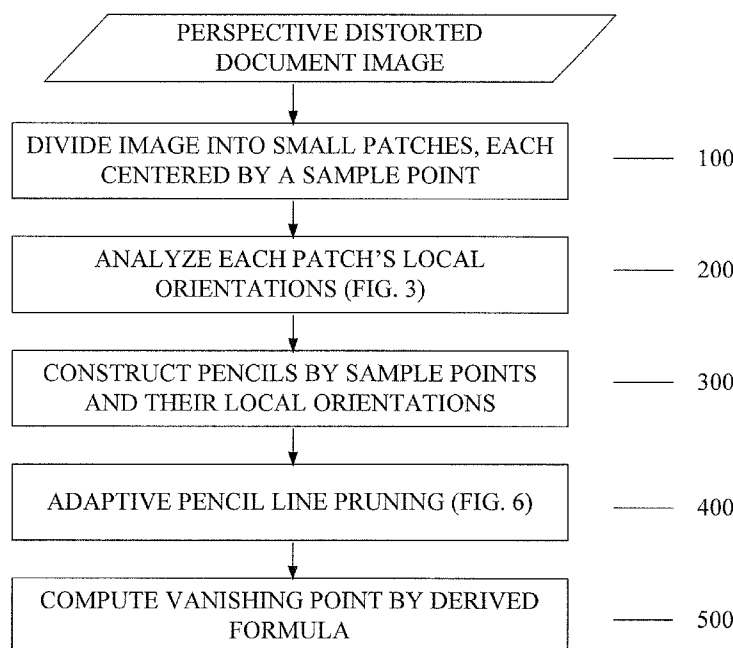 PERSPECTIVE DISTORTED
DOCUMENT IMAGE
DIVIDE IMAGE INTO SMALL PATCHES, EACH
CENTERED BY A SAMPLE POINT
100
ANALYZE EACH PATCH'S LOCAL
ORIENTATIONS (FIG. 3)
200
CONSTRUCT PENCILS BY SAMPLE POINTS
AND THEIR LOCAL ORIENTATIONS
300
ADAPTIVE PENCIL LINE PRUNING (FIG. 6)
400
COMPUTE VANISHING POINT BY DERIVED
FORMULA
500